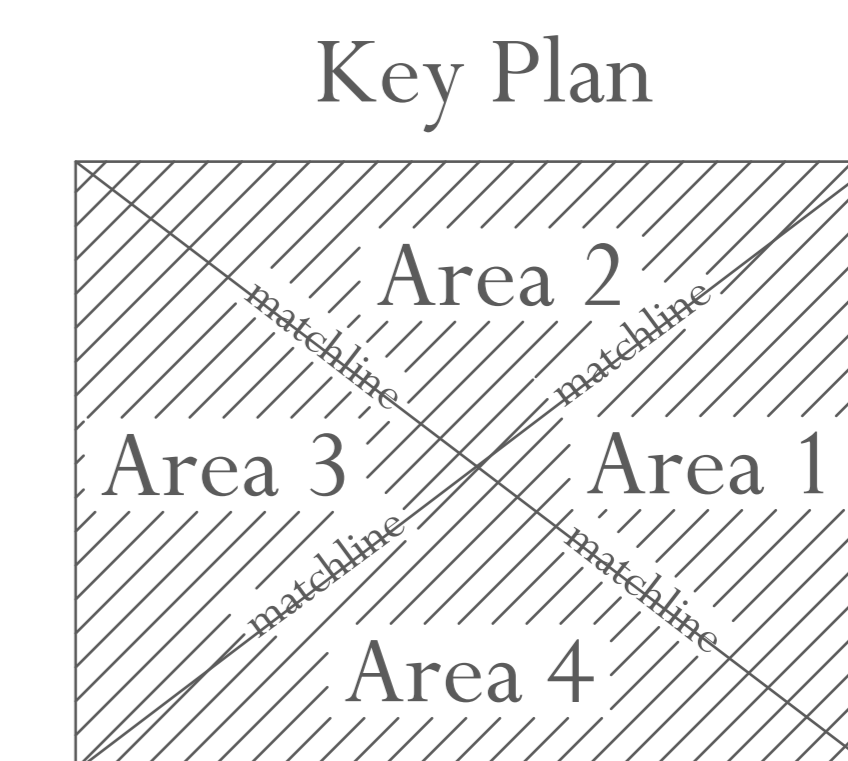 Key Plan
Area 2
matchline
matchline
Area 3
Area 1
matchline
matchline
Area 4